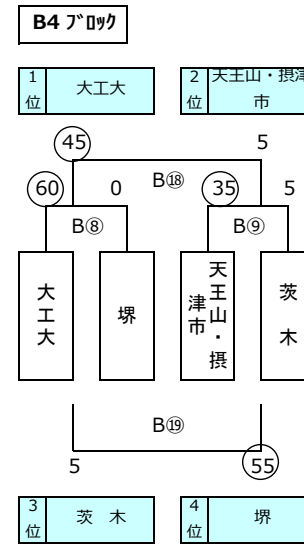 B4 ﾌﾞﾛｯｸ
1位 大工大 2位 天王山・摂津市
45 5
B⑱
60 0 35 5
B⑧ B⑨
大工大 堺 天王山・摂津市 茨木
B⑲
5 55
3位 茨 木 4位 堺